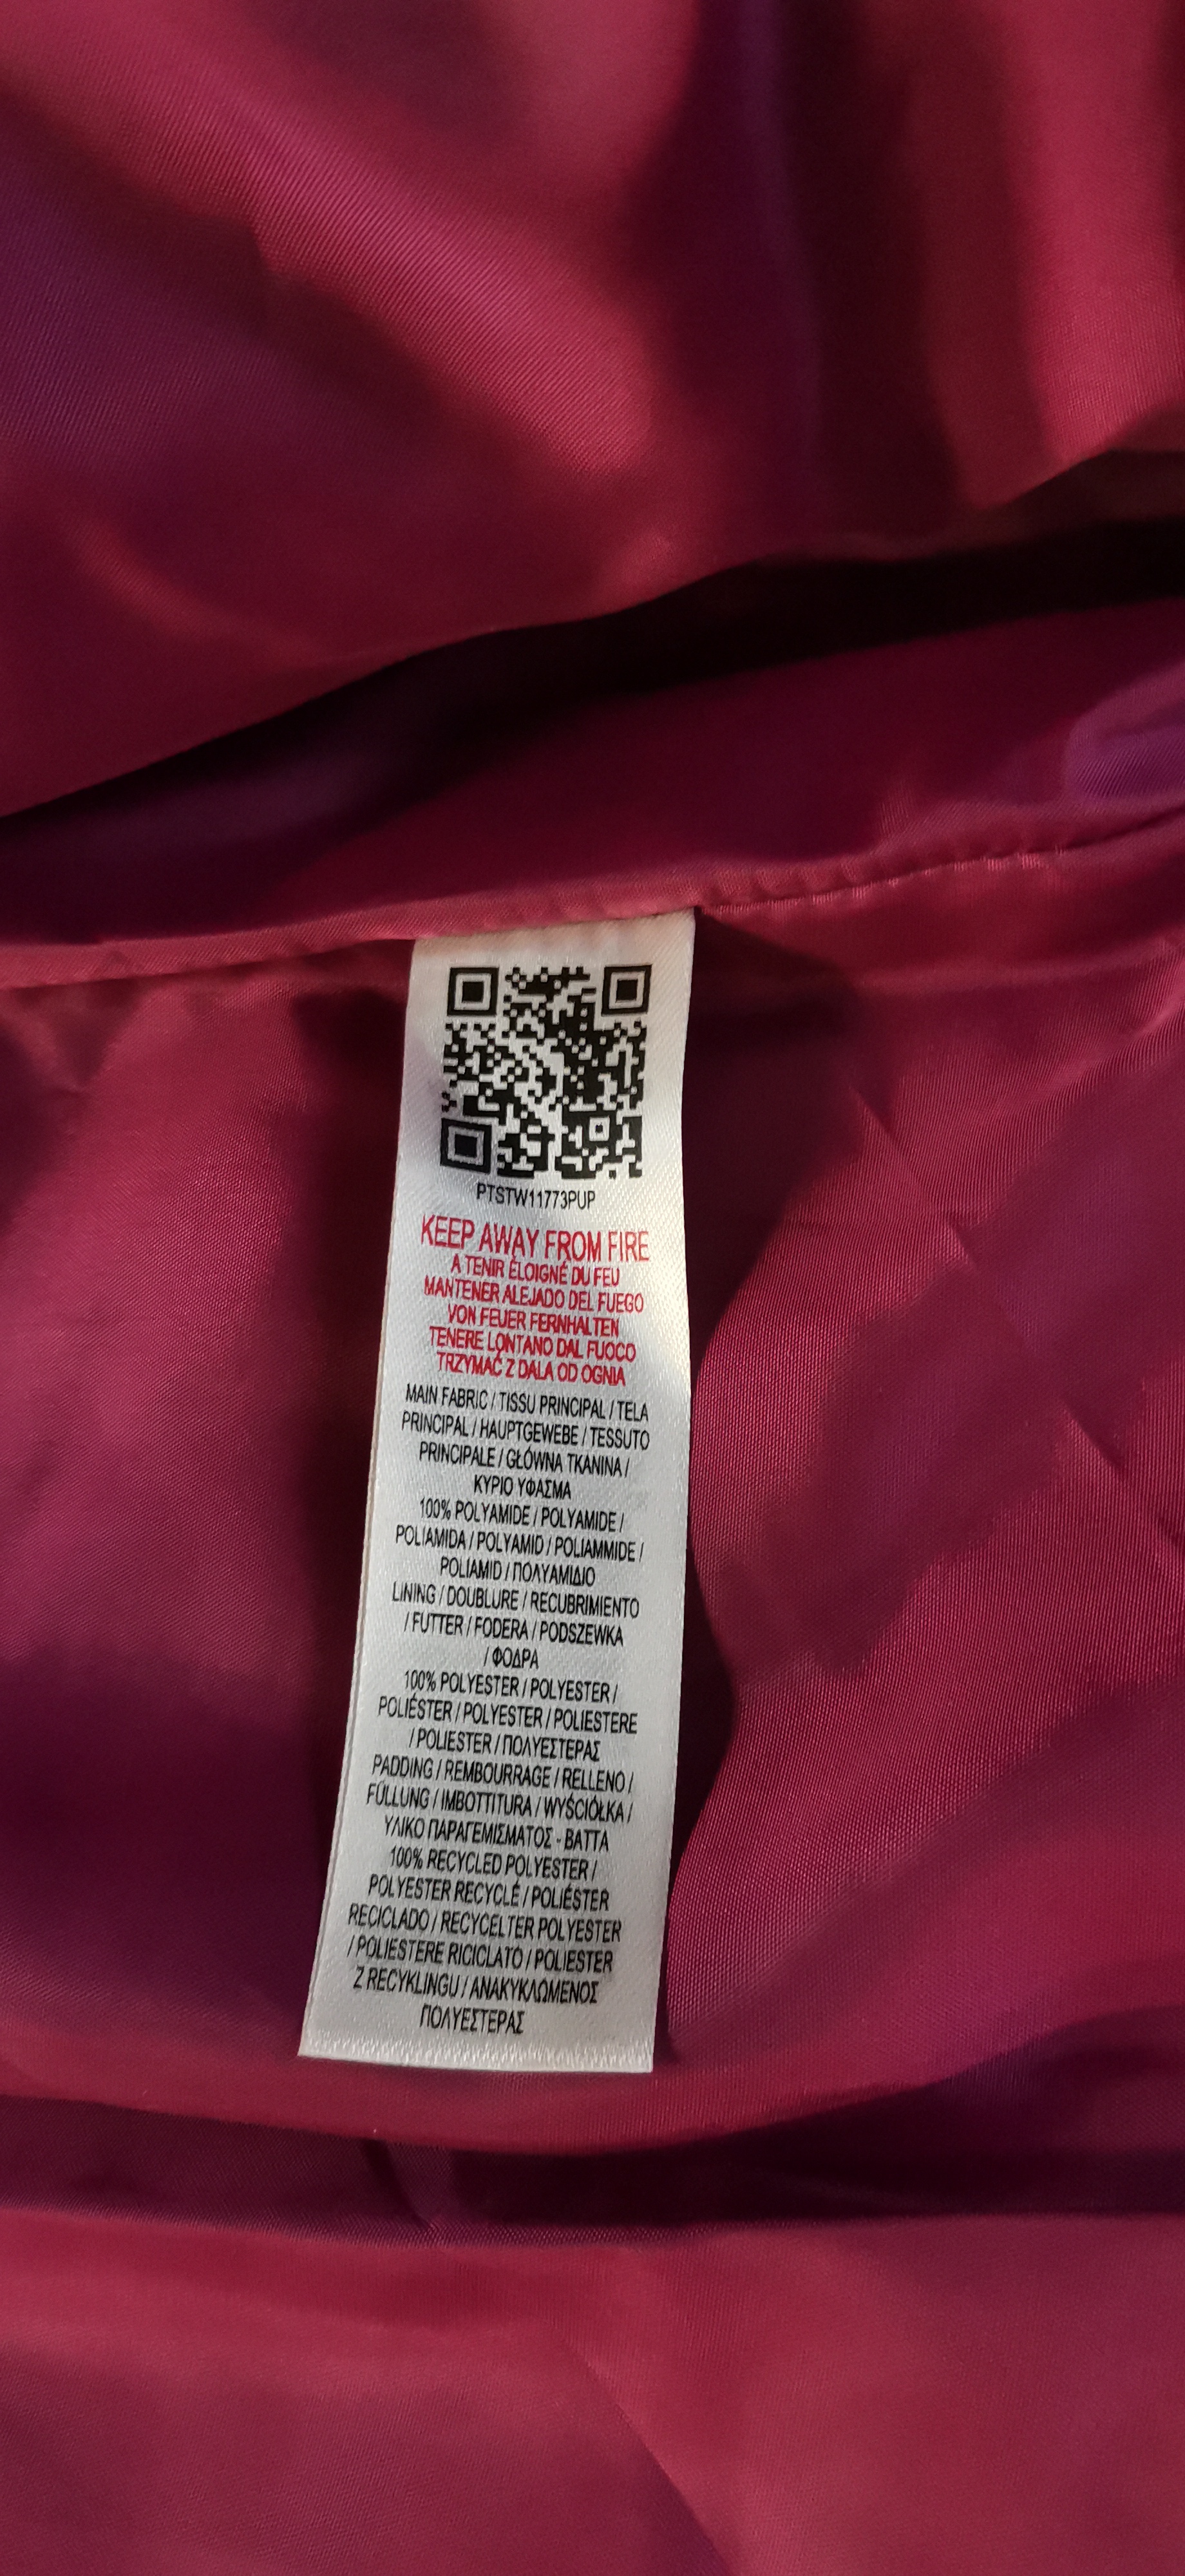 PTSTW11773PUP
KEEP AWAY FROM FIRE
À TENIR ÉLOIGNÉ DU FEU
MANTENER ALEJADO DEL FUEGO
VON FEUER FERNHALTEN
TENERE LONTANO DAL FUOCO
TRZYMAĆ Z DALA OD OGNIA
MAIN FABRIC / TISSU PRINCIPAL / TELA
PRINCIPAL / HAUPTGEWEBE / TESSUTO
PRINCIPALE / GŁÓWNA TKANINA /
ΚΥΡΙΟ ΥΦΑΣΜΑ
100% POLYAMIDE / POLYAMIDE /
POLIAMIDA / POLYAMID / POLIAMMIDE /
POLIAMID / ΠΟΛΥΑΜΙΔΙΟ
LINING / DOUBLURE / RECUBRIMIENTO
/ FUTTER / FODERA / PODSZEWKA
/ ΦΟΔΡΑ
100% POLYESTER / POLYESTER /
POLIÉSTER / POLYESTER / POLIESTERE
/ POLIESTER / ΠΟΛΥΕΣΤΕΡΑΣ
PADDING / REMBOURRAGE / RELLENO /
FÜLLUNG / IMBOTTITURA / WYŚCIÓŁKA /
ΥΛΙΚΟ ΠΑΡΑΓΕΜΙΣΜΑΤΟΣ - ΒΑΤΤΑ
100% RECYCLED POLYESTER /
POLYESTER RECYCLÉ / POLIÉSTER
RECICLADO / RECYCELTER POLYESTER
/ POLIESTERE RICICLATO / POLIESTER
Z RECYKLINGU / ΑΝΑΚΥΚΛΩΜΕΝΟΣ
ΠΟΛΥΕΣΤΕΡΑΣ